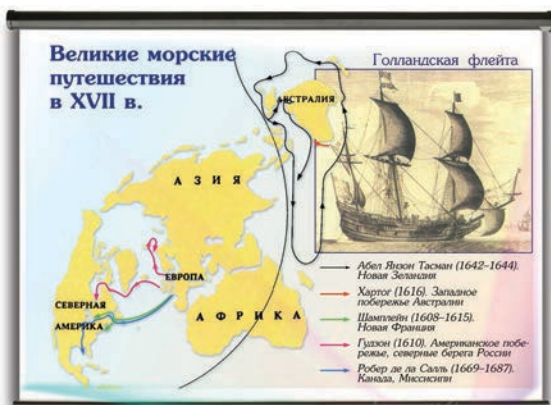 Великие морские
путешествия
в XVII в.
Голландская флейта
АВСТРАЛИЯ
АЗИЯ
ЕВРОПА
СЕВЕРНАЯ
АМЕРИКА
АФРИКА
Абел Янзон Тасман (1642–1644).
Новая Зеландия
Хартог (1616). Западное
побережье Австралии
Шамплейн (1608–1615).
Новая Франция
Гудзон (1610). Американское побе-
режье, северные берега России
Робер де ла Салль (1669–1687).
Канада, Миссисипи